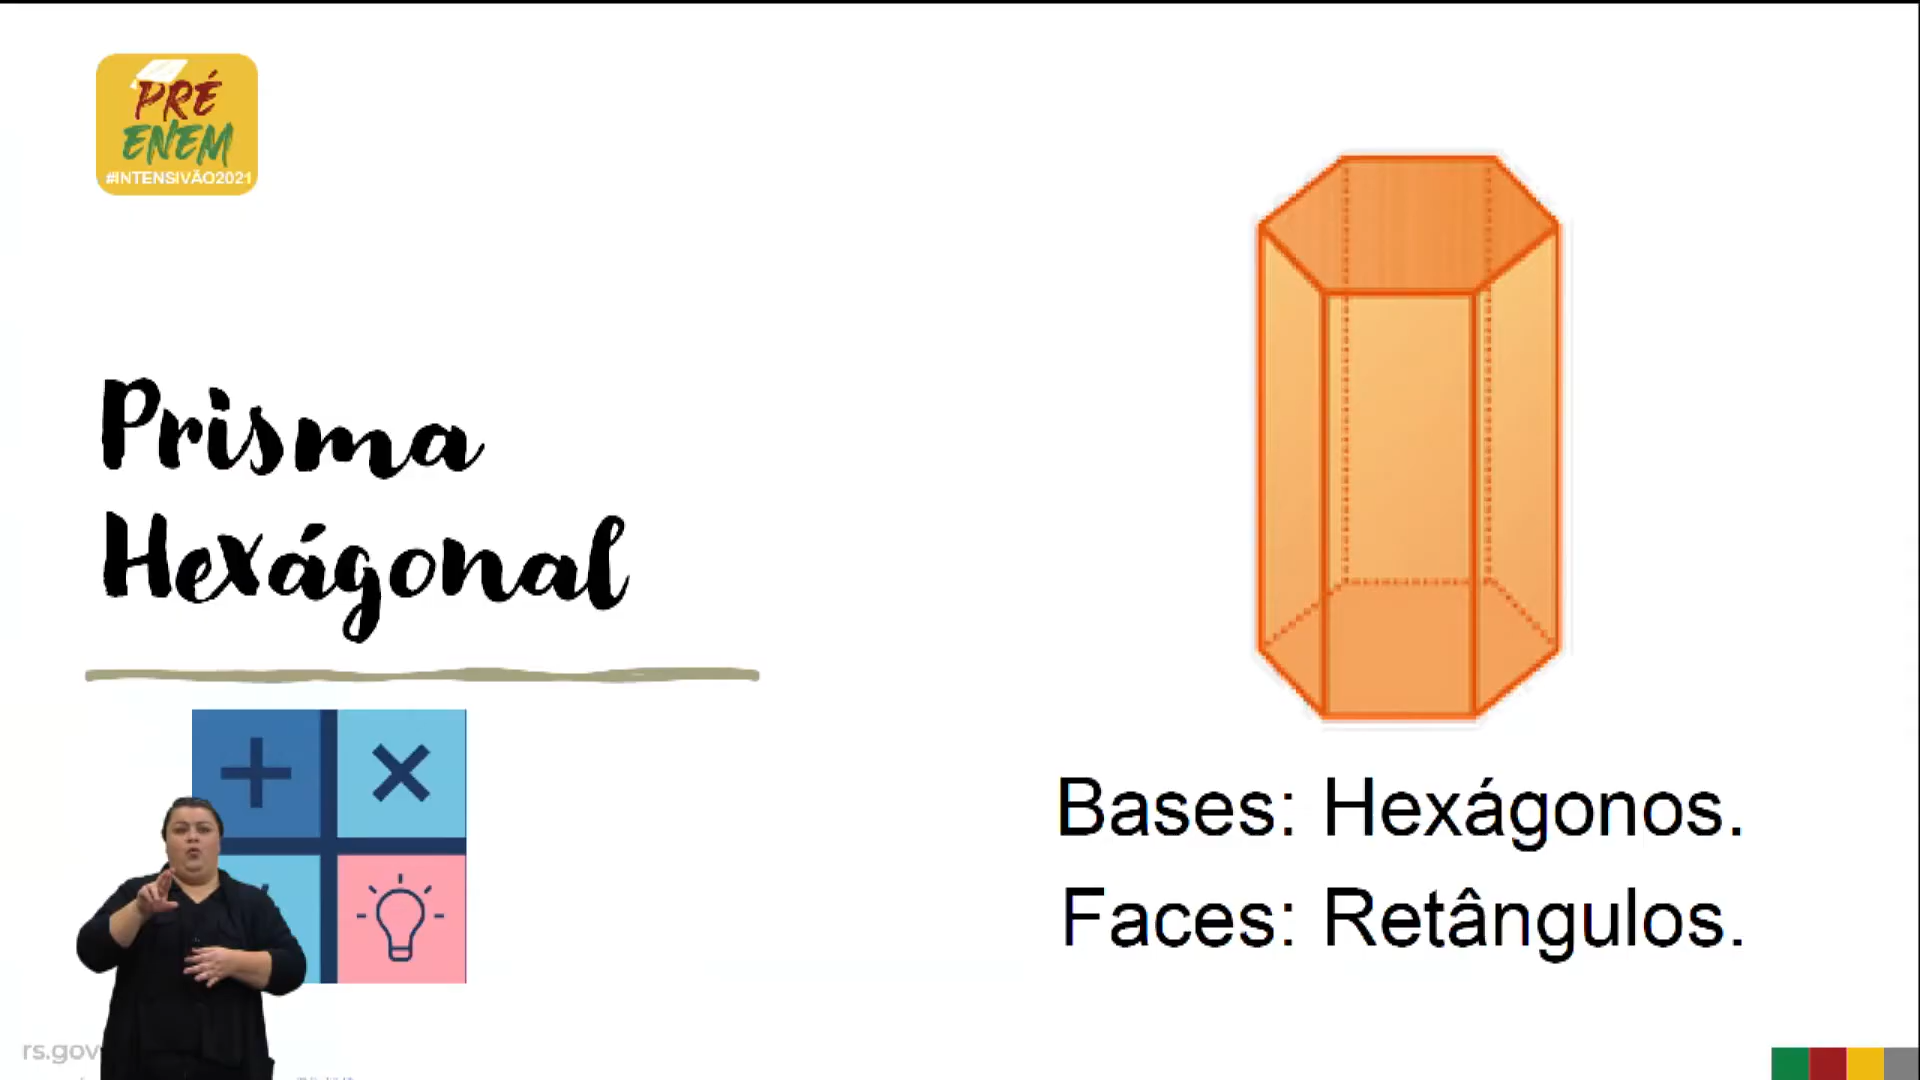 PRÉ
ENEM
#INTENSIVÃO2021
Prisma
Hexágonal
Bases: Hexágonos.
Faces: Retângulos.
rs.gov